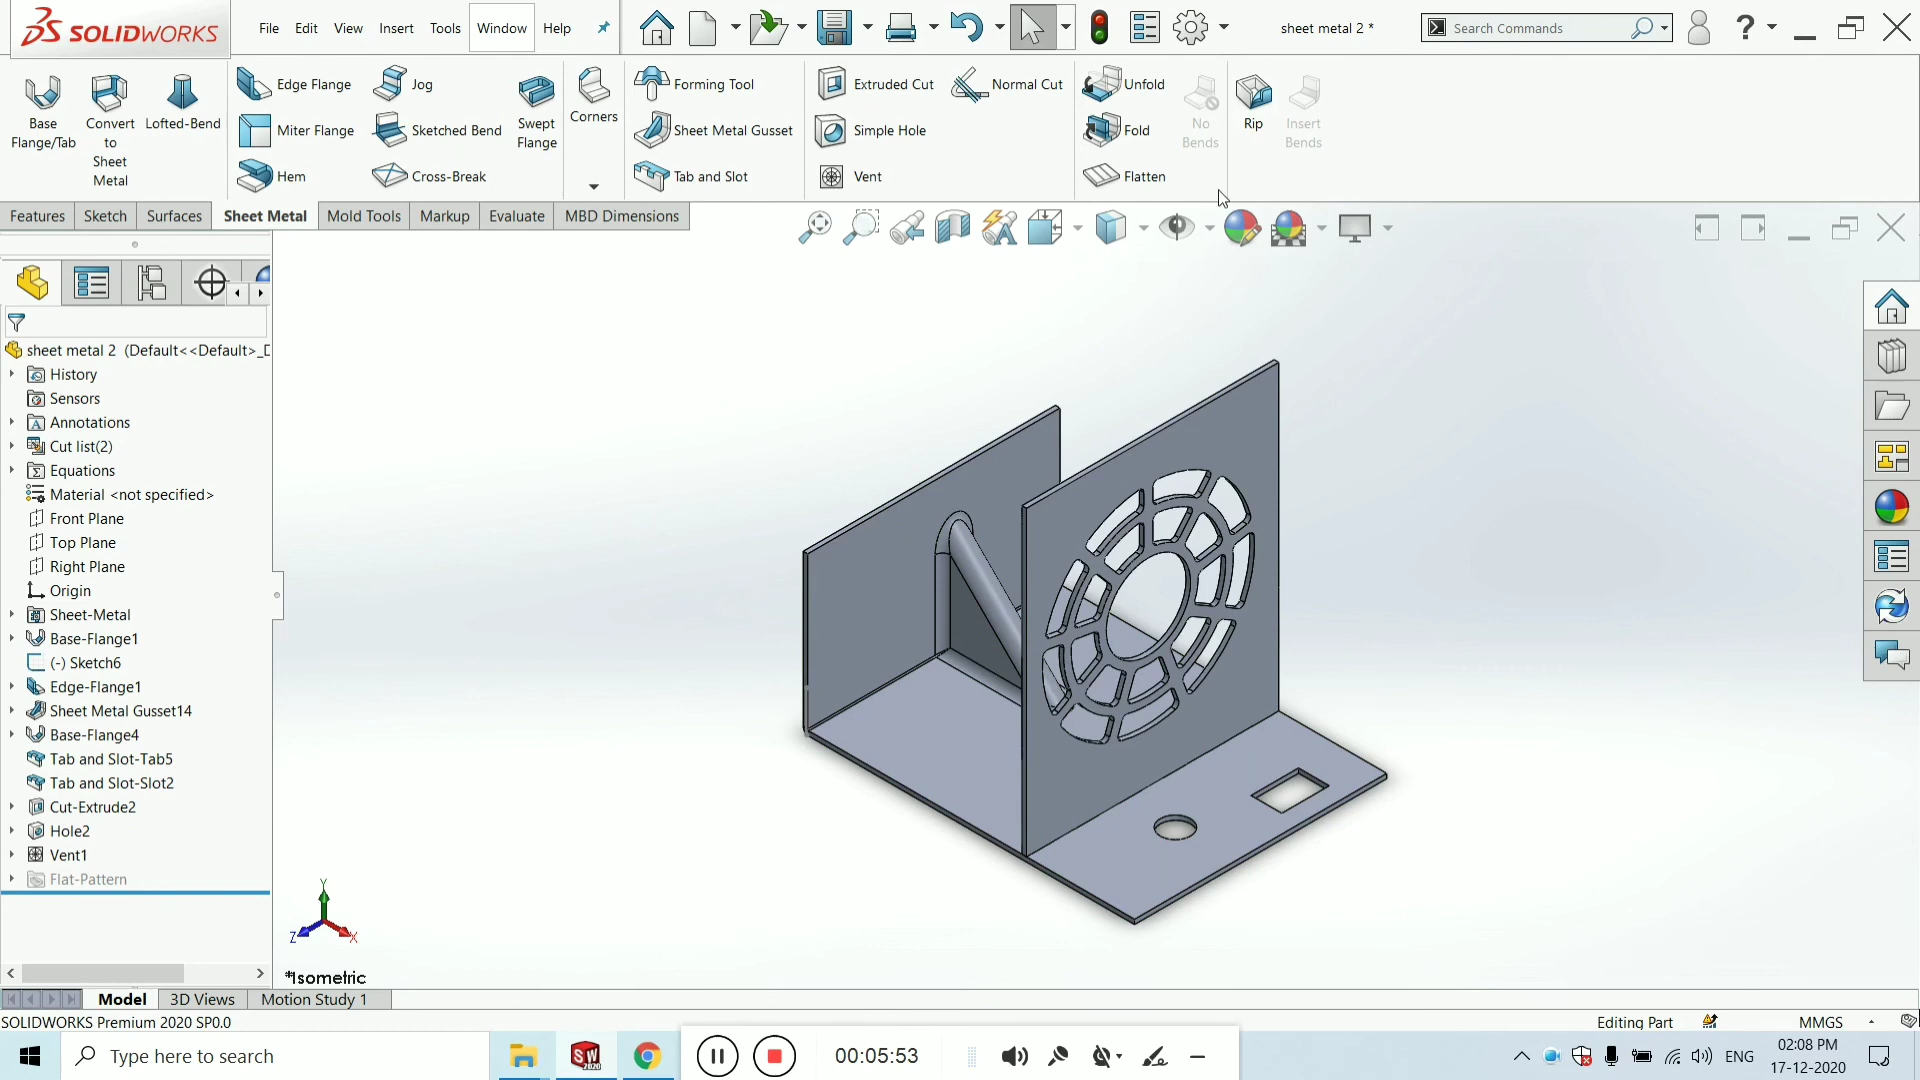 SOLIDWORKS
File Edit View Insert Tools Window Help
sheet metal 2 *
Search Commands
Base Flange/Tab
Convert to Sheet Metal
Lofted-Bend
Edge Flange
Miter Flange
Hem
Jog
Sketched Bend
Cross-Break
Swept Flange
Corners
Forming Tool
Sheet Metal Gusset
Tab and Slot
Extruded Cut
Simple Hole
Vent
Normal Cut
Unfold
Fold
Flatten
No Bends
Rip
Insert Bends
Features Sketch Surfaces Sheet Metal Mold Tools Markup Evaluate MBD Dimensions
sheet metal 2 (Default<<Default>_D
History
Sensors
Annotations
Cut list(2)
Equations
Material <not specified>
Front Plane
Top Plane
Right Plane
Origin
Sheet-Metal
Base-Flange1
(-) Sketch6
Edge-Flange1
Sheet Metal Gusset14
Base-Flange4
Tab and Slot-Tab5
Tab and Slot-Slot2
Cut-Extrude2
Hole2
Vent1
Flat-Pattern
Y
Z
X
*Isometric
Model 3D Views Motion Study 1
SOLIDWORKS Premium 2020 SP0.0
Editing Part
MMGS
Type here to search
SW
2020
00:05:53
ENG
02:08 PM
17-12-2020